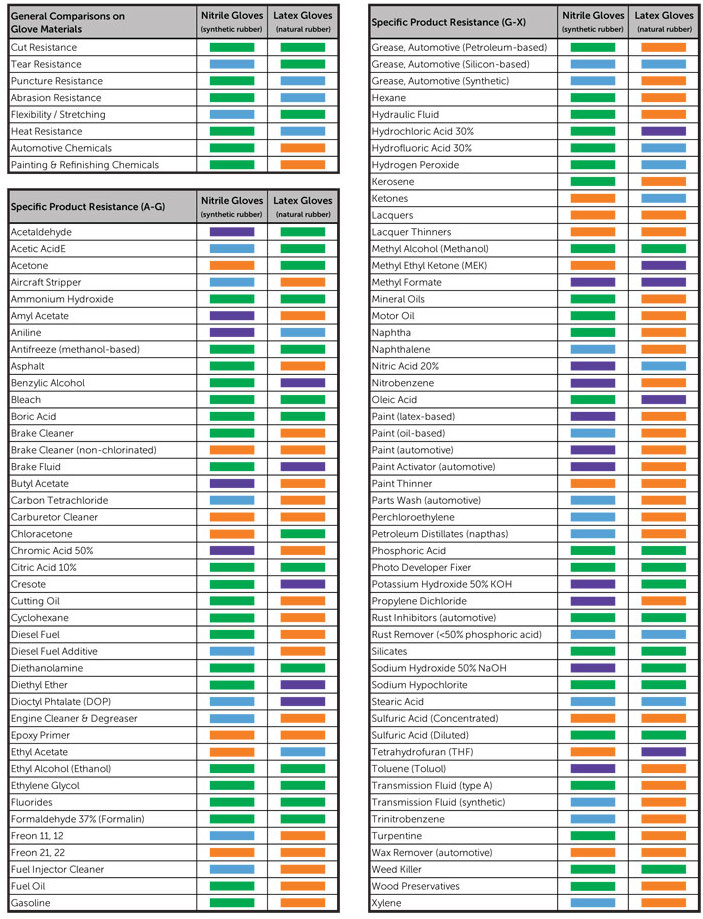 General Comparisons on
Glove Materials
Nitrile Gloves
(synthetic rubber)
Latex Gloves
(natural rubber)
Cut Resistance
Tear Resistance
Puncture Resistance
Abrasion Resistance
Flexibility / Stretching
Heat Resistance
Automotive Chemicals
Painting & Refinishing Chemicals
Specific Product Resistance (A-G)
Nitrile Gloves
(synthetic rubber)
Latex Gloves
(natural rubber)
Acetaldehyde
Acetic AcidE
Acetone
Aircraft Stripper
Ammonium Hydroxide
Amyl Acetate
Aniline
Antifreeze (methanol-based)
Asphalt
Benzylic Alcohol
Bleach
Boric Acid
Brake Cleaner
Brake Cleaner (non-chlorinated)
Brake Fluid
Butyl Acetate
Carbon Tetrachloride
Carburetor Cleaner
Chloracetone
Chromic Acid 50%
Citric Acid 10%
Cresote
Cutting Oil
Cyclohexane
Diesel Fuel
Diesel Fuel Additive
Diethanolamine
Diethyl Ether
Dioctyl Phtalate (DOP)
Engine Cleaner & Degreaser
Epoxy Primer
Ethyl Acetate
Ethyl Alcohol (Ethanol)
Ethylene Glycol
Fluorides
Formaldehyde 37% (Formalin)
Freon 11, 12
Freon 21, 22
Fuel Injector Cleaner
Fuel Oil
Gasoline
Specific Product Resistance (G-X)
Nitrile Gloves
(synthetic rubber)
Latex Gloves
(natural rubber)
Grease, Automotive (Petroleum-based)
Grease, Automotive (Silicon-based)
Grease, Automotive (Synthetic)
Hexane
Hydraulic Fluid
Hydrochloric Acid 30%
Hydrofluoric Acid 30%
Hydrogen Peroxide
Kerosene
Ketones
Lacquers
Lacquer Thinners
Methyl Alcohol (Methanol)
Methyl Ethyl Ketone (MEK)
Methyl Formate
Mineral Oils
Motor Oil
Naphtha
Naphthalene
Nitric Acid 20%
Nitrobenzene
Oleic Acid
Paint (latex-based)
Paint (oil-based)
Paint (automotive)
Paint Activator (automotive)
Paint Thinner
Parts Wash (automotive)
Perchloroethylene
Petroleum Distillates (napthas)
Phosphoric Acid
Photo Developer Fixer
Potassium Hydroxide 50% KOH
Propylene Dichloride
Rust Inhibitors (automotive)
Rust Remover (<50% phosphoric acid)
Silicates
Sodium Hydroxide 50% NaOH
Sodium Hypochlorite
Stearic Acid
Sulfuric Acid (Concentrated)
Sulfuric Acid (Diluted)
Tetrahydrofuran (THF)
Toluene (Toluol)
Transmission Fluid (type A)
Transmission Fluid (synthetic)
Trinitrobenzene
Turpentine
Wax Remover (automotive)
Weed Killer
Wood Preservatives
Xylene